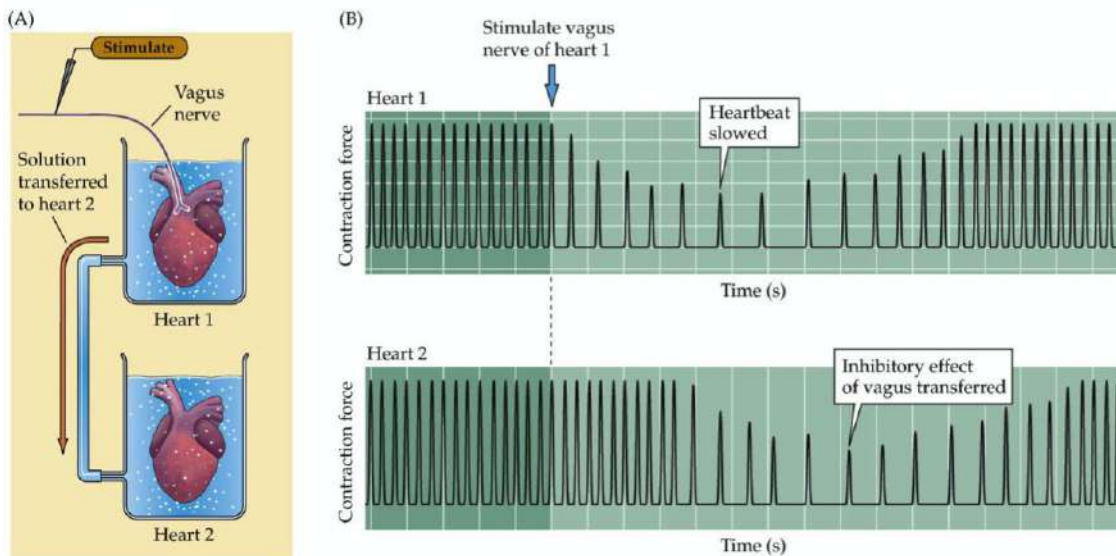 (A)
Stimulate
Vagus
nerve
Solution
transferred
to heart 2
Heart 1
Heart 2
(B)
Stimulate vagus
nerve of heart 1
Heart 1
Heartbeat
slowed
Contraction force
Time (s)
Heart 2
Inhibitory effect
of vagus transferred
Contraction force
Time (s)